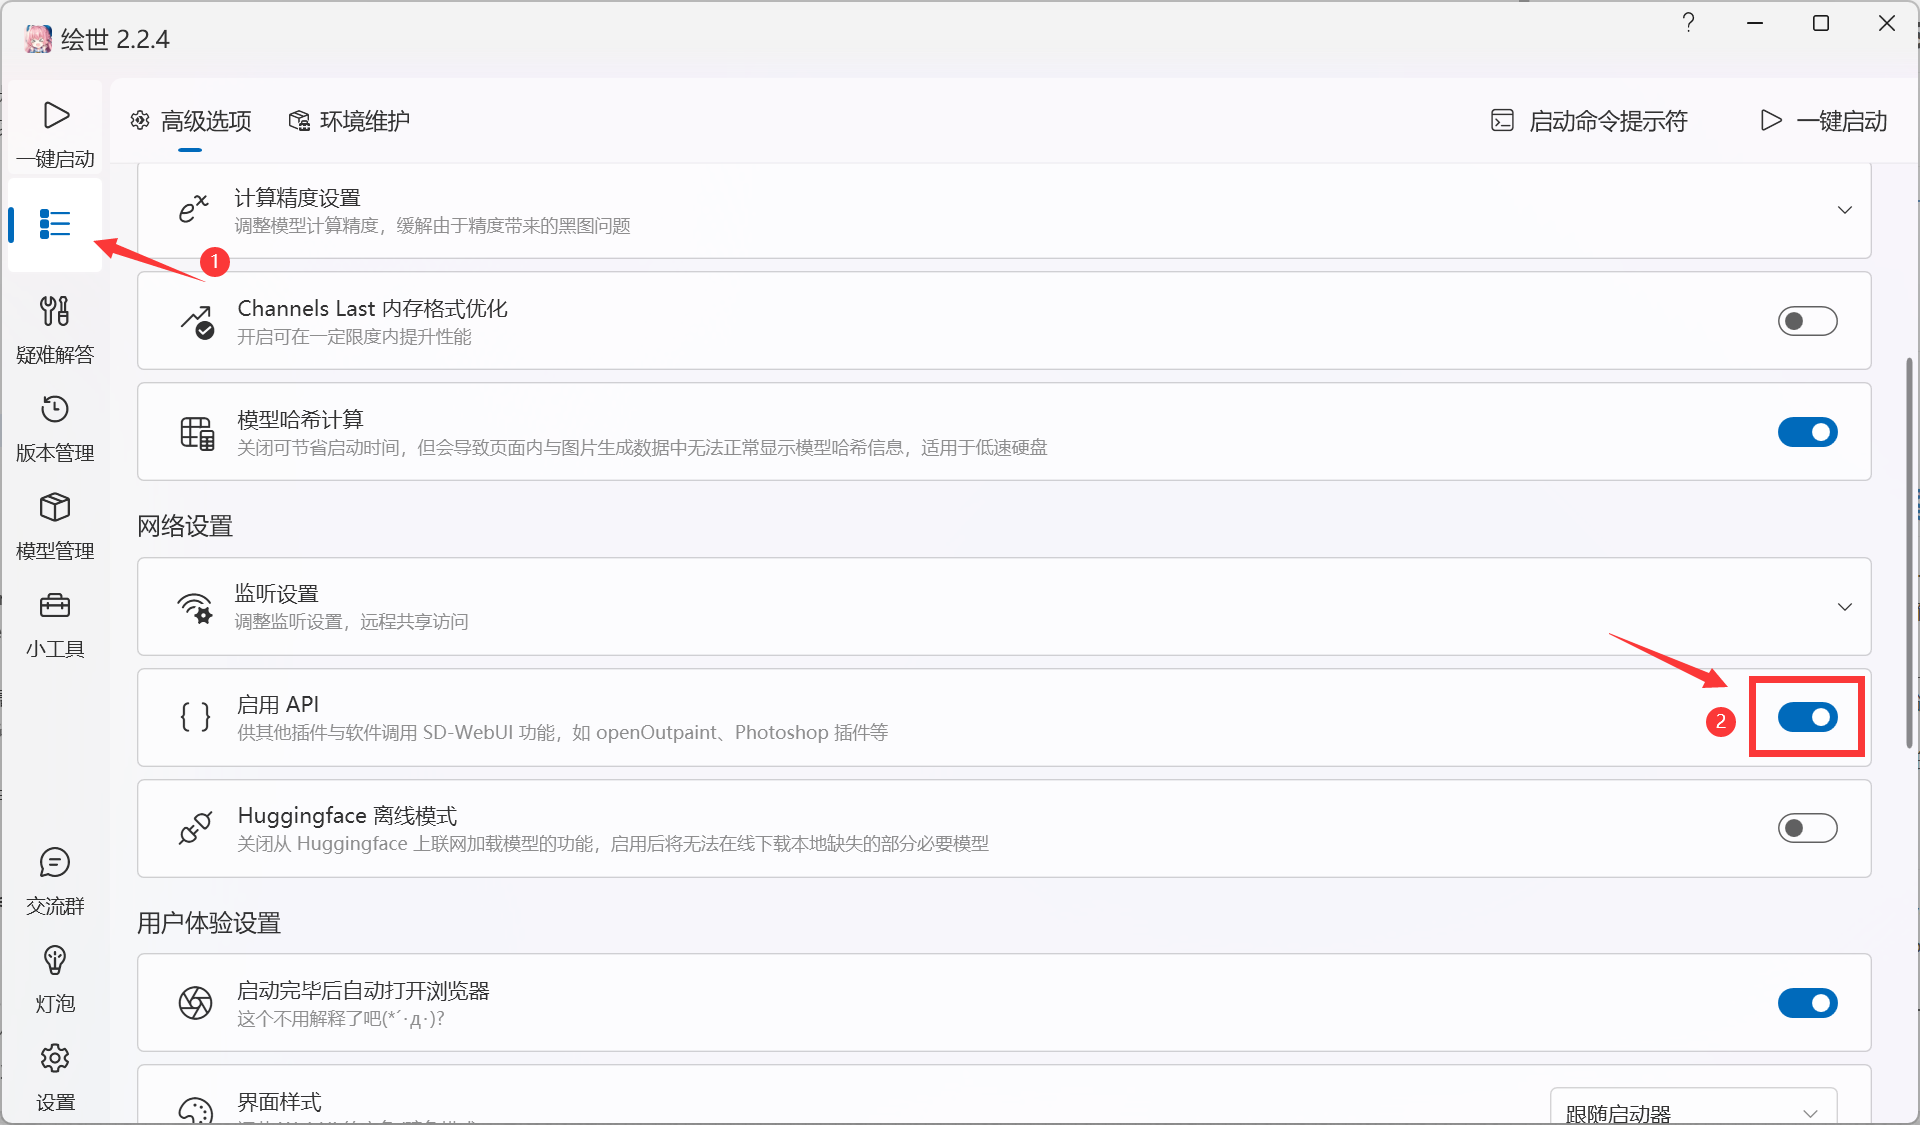 绘世 2.2.4
一键启动
疑难解答
版本管理
模型管理
小工具
交流群
灯泡
设置
高级选项
环境维护
启动命令提示符
一键启动
计算精度设置
调整模型计算精度，缓解由于精度带来的黑图问题
1
Channels Last 内存格式优化
开启可在一定限度内提升性能
模型哈希计算
关闭可节省启动时间，但会导致页面内与图片生成数据中无法正常显示模型哈希信息，适用于低速硬盘
网络设置
监听设置
调整监听设置，远程共享访问
启用 API
供其他插件与软件调用 SD-WebUI 功能，如 openOutpaint、Photoshop 插件等
2
Huggingface 离线模式
关闭从 Huggingface 上联网加载模型的功能，启用后将无法在线下载本地缺失的部分必要模型
用户体验设置
启动完毕后自动打开浏览器
这个不用解释了吧(*´·д·)?
界面样式
跟随启动器